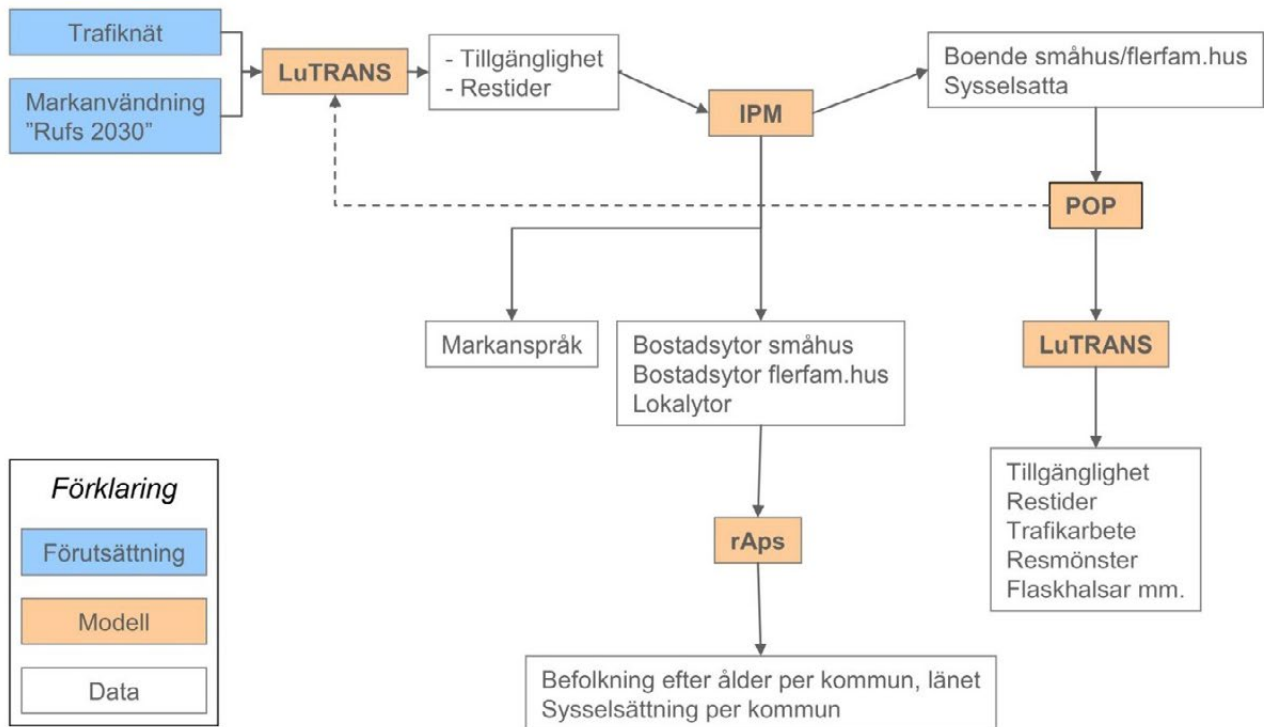 Trafiknät
Markanvändning
”Rufs 2030”
LuTRANS
- Tillgänglighet
- Restider
IPM
Boende småhus/flerfam.hus
Sysselsatta
POP
LuTRANS
Markanspråk
Bostadsytor småhus
Bostadsytor flerfam.hus
Lokalytor
Tillgänglighet
Restider
Trafikarbete
Resmönster
Flaskhalsar mm.
rAps
Befolkning efter ålder per kommun, länet
Sysselsättning per kommun
Förklaring
Förutsättning
Modell
Data